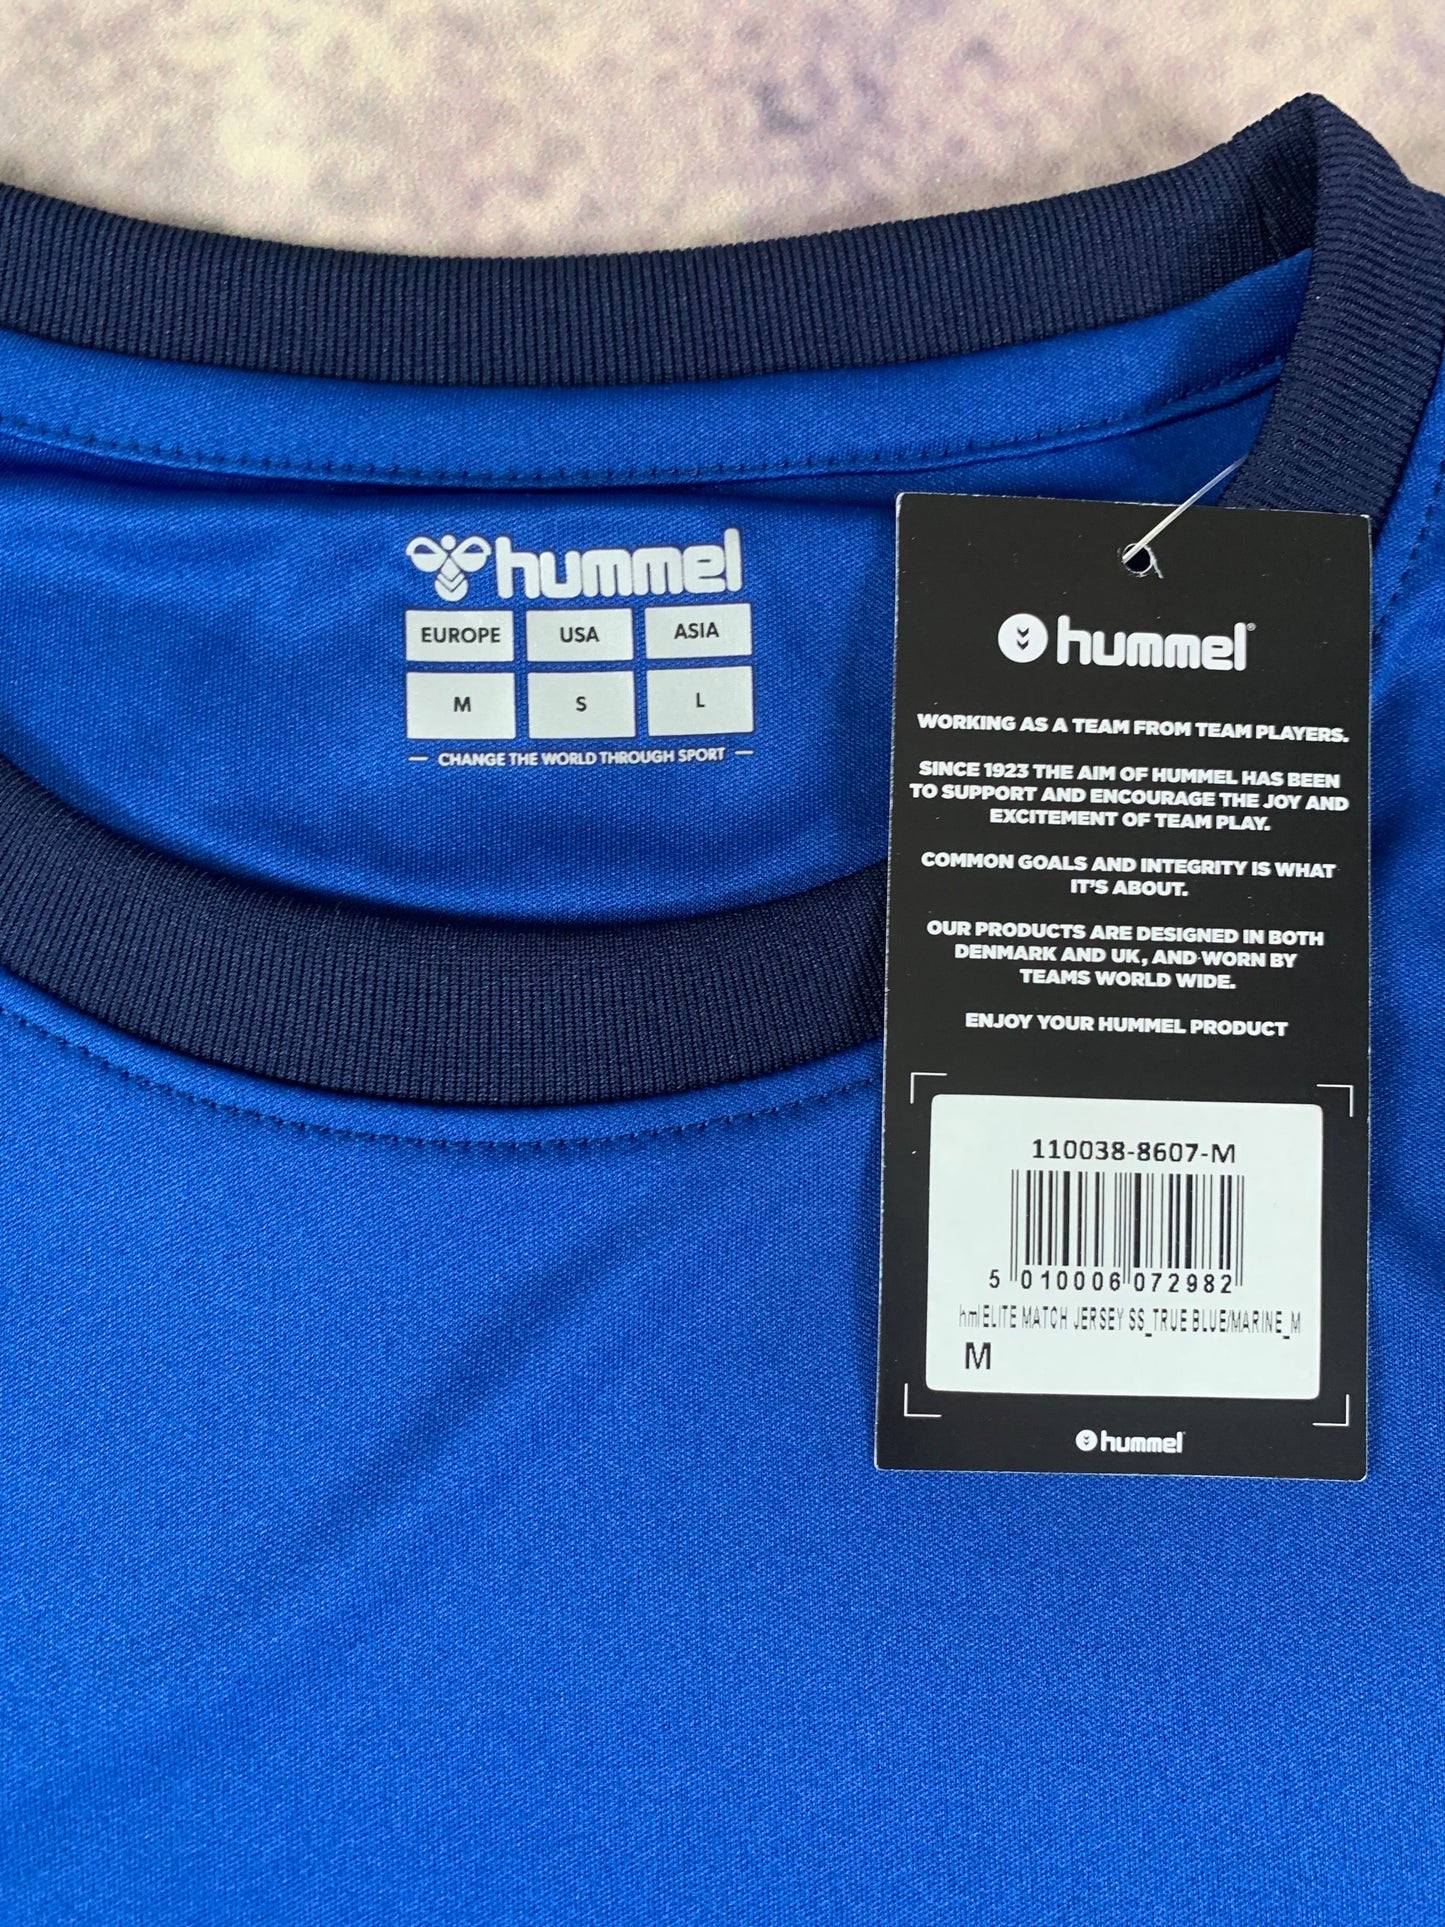 hummel
EUROPE USA ASIA
M S L
CHANGE THE WORLD THROUGH SPORT
hummel®
WORKING AS A TEAM FROM TEAM PLAYERS.
SINCE 1923 THE AIM OF HUMMEL HAS BEEN
TO SUPPORT AND ENCOURAGE THE JOY AND
EXCITEMENT OF TEAM PLAY.
COMMON GOALS AND INTEGRITY IS WHAT
IT'S ABOUT.
OUR PRODUCTS ARE DESIGNED IN BOTH
DENMARK AND UK, AND WORN BY
TEAMS WORLD WIDE.
ENJOY YOUR HUMMEL PRODUCT
110038-8607-M
5 010006 072982
hmlELITE MATCH JERSEY SS_TRUE BLUE/MARINE_M
M
hummel